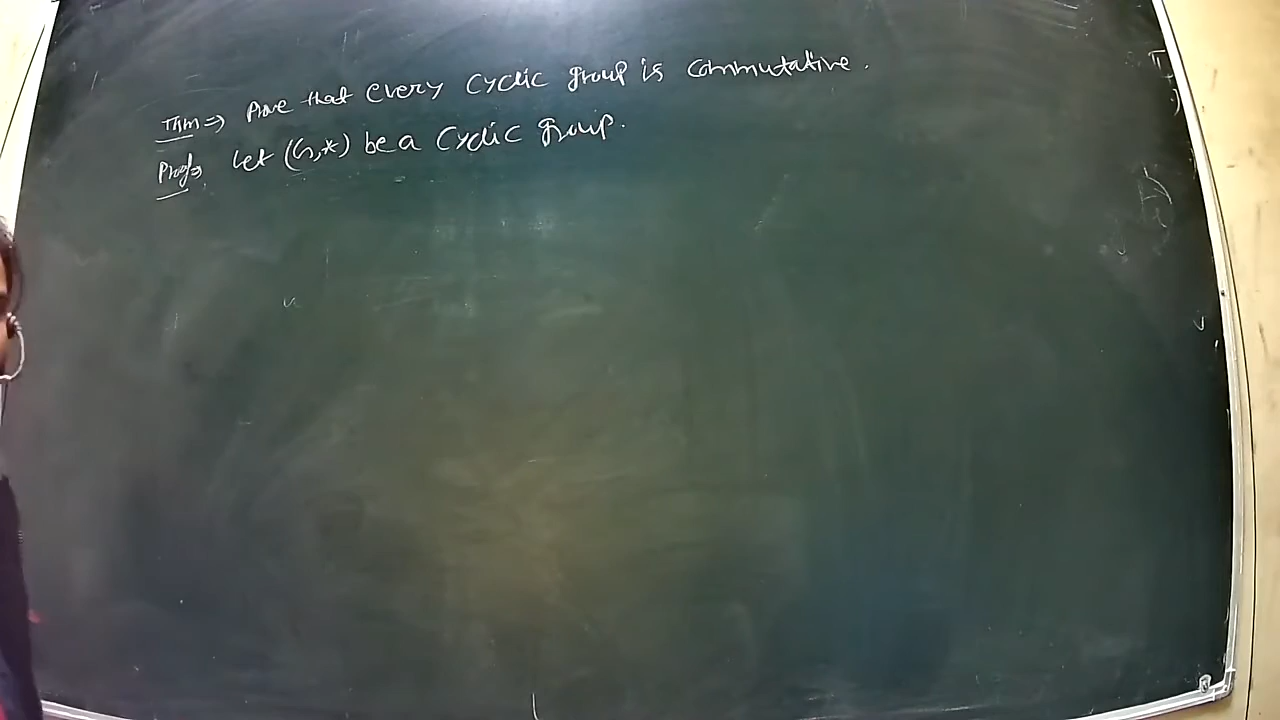 Thm => Prove that every cyclic group is commutative.
Proof => Let (G,*) be a cyclic group.